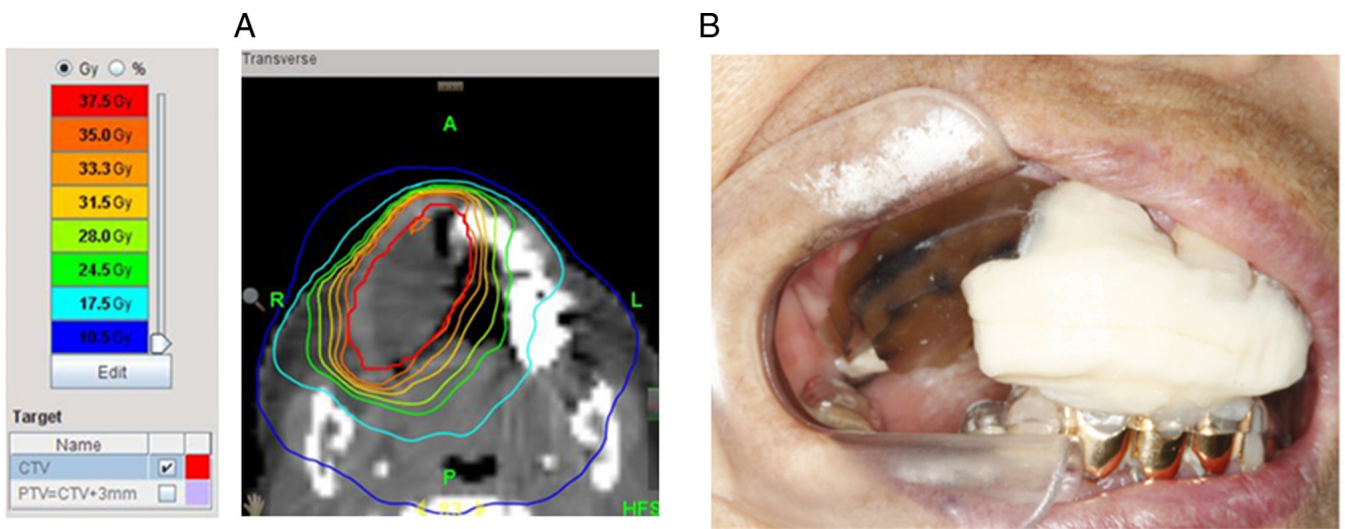 A
B
Gy %
37.5 Gy
35.0 Gy
33.3 Gy
31.5 Gy
28.0 Gy
24.5 Gy
17.5 Gy
10.5 Gy
Edit
Target
Name
CTV
PTV=CTV+3mm
Transverse
A
R
L
P
HFS